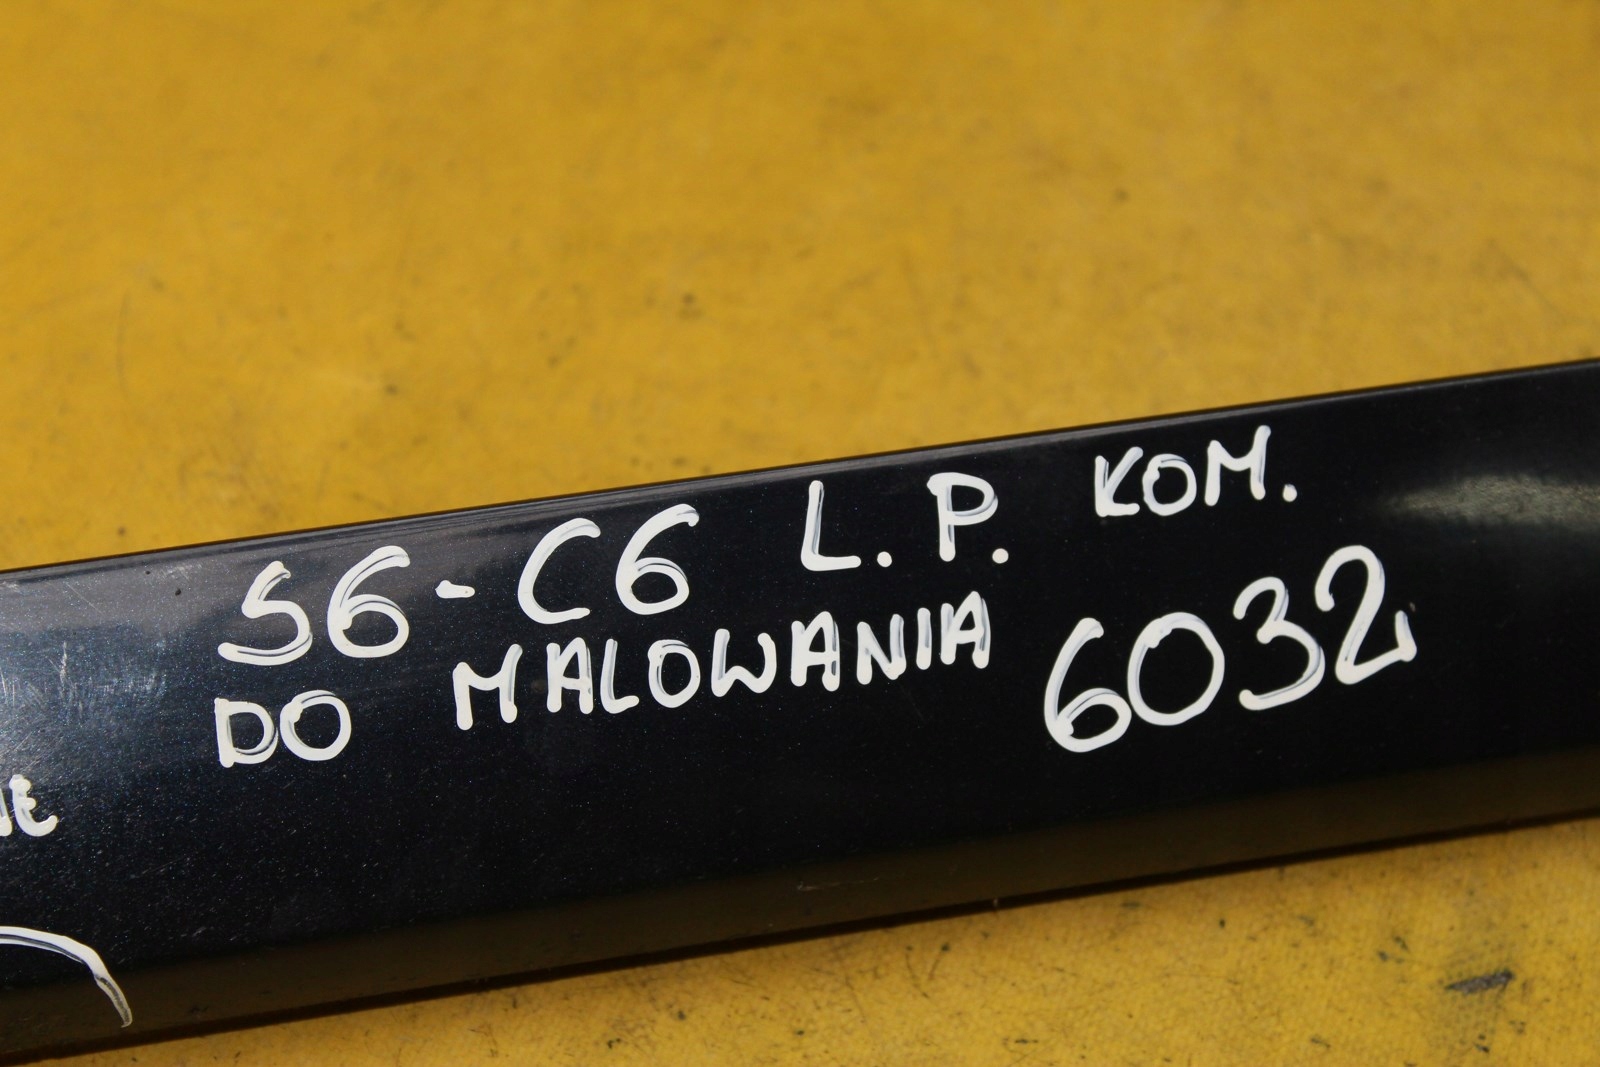 S6-C6 L.P. KOM.
DO MALOWANIA 6032